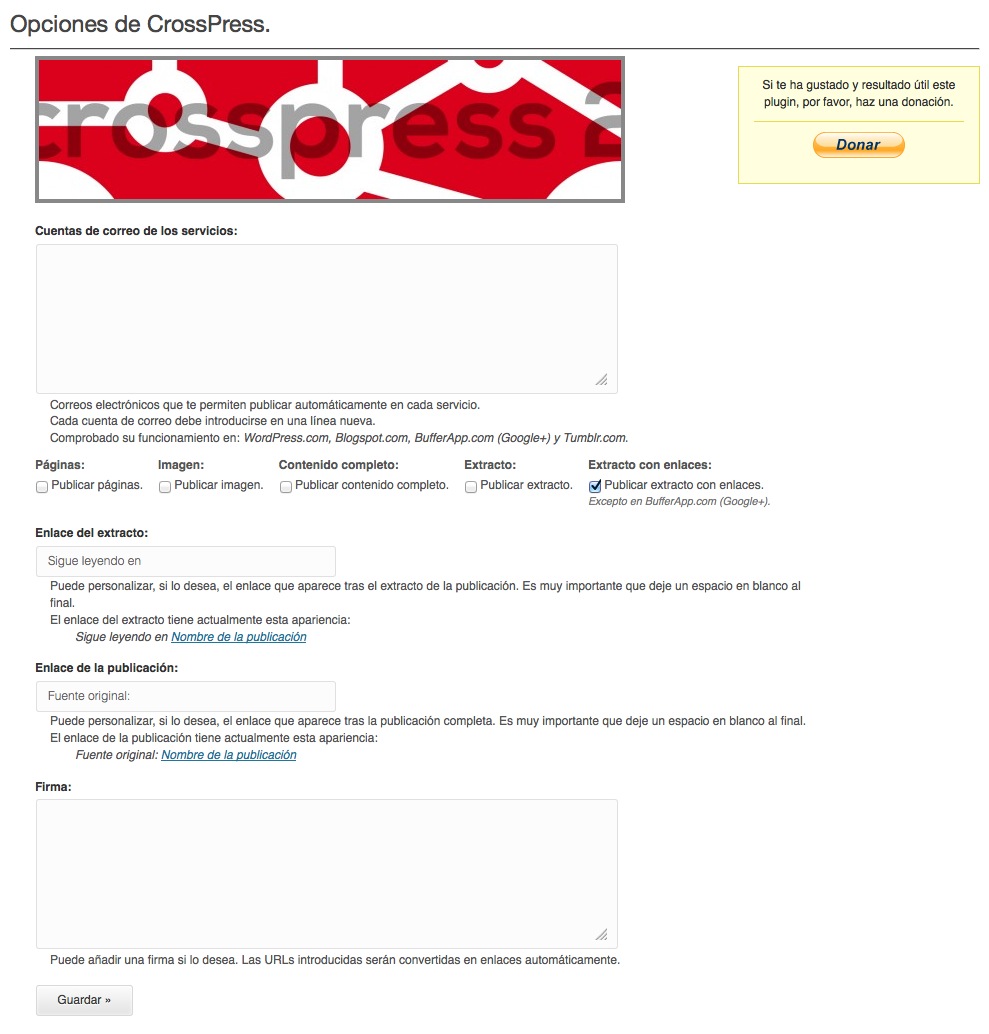 Opciones de CrossPress.
crosspress 2
Si te ha gustado y resultado útil este
plugin, por favor, haz una donación.
Donar
Cuentas de correo de los servicios:
Correos electrónicos que te permiten publicar automáticamente en cada servicio.
Cada cuenta de correo debe introducirse en una línea nueva.
Comprobado su funcionamiento en: WordPress.com, Blogspot.com, BufferApp.com (Google+) y Tumblr.com.
Páginas: Imagen: Contenido completo: Extracto: Extracto con enlaces:
Publicar páginas. Publicar imagen. Publicar contenido completo. Publicar extracto. Publicar extracto con enlaces.
Excepto en BufferApp.com (Google+).
Enlace del extracto:
Sigue leyendo en
Puede personalizar, si lo desea, el enlace que aparece tras el extracto de la publicación. Es muy importante que deje un espacio en blanco al
final.
El enlace del extracto tiene actualmente esta apariencia:
Sigue leyendo en Nombre de la publicación
Enlace de la publicación:
Fuente original:
Puede personalizar, si lo desea, el enlace que aparece tras la publicación completa. Es muy importante que deje un espacio en blanco al final.
El enlace de la publicación tiene actualmente esta apariencia:
Fuente original: Nombre de la publicación
Firma:
Puede añadir una firma si lo desea. Las URLs introducidas serán convertidas en enlaces automáticamente.
Guardar »